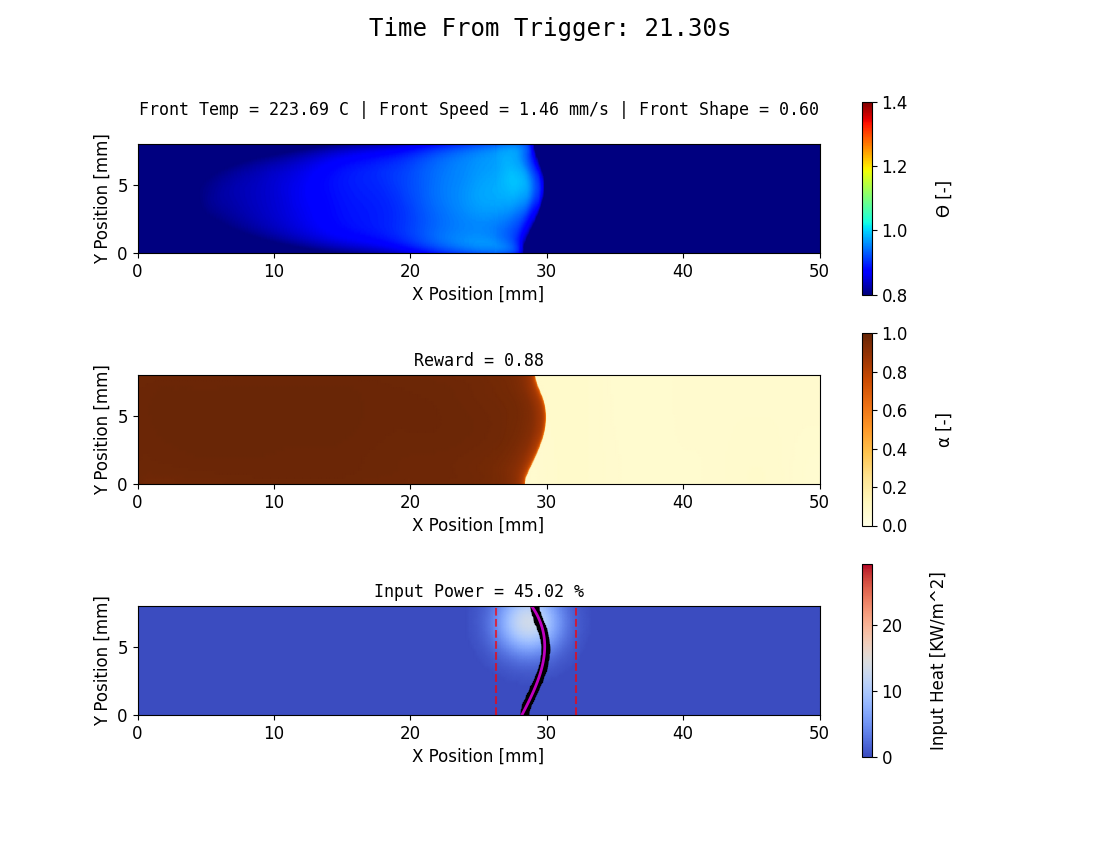 Time From Trigger: 21.30s
Front Temp = 223.69 C | Front Speed = 1.46 mm/s | Front Shape = 0.60
Y Position [mm]
5
0
0 10 20 30 40 50
X Position [mm]
1.4
1.2
1.0
0.8
Θ [-]
Reward = 0.88
Y Position [mm]
5
0
0 10 20 30 40 50
X Position [mm]
1.0
0.8
0.6
0.4
0.2
0.0
α [-]
Input Power = 45.02 %
Y Position [mm]
5
0
0 10 20 30 40 50
X Position [mm]
20
10
0
Input Heat [KW/m^2]